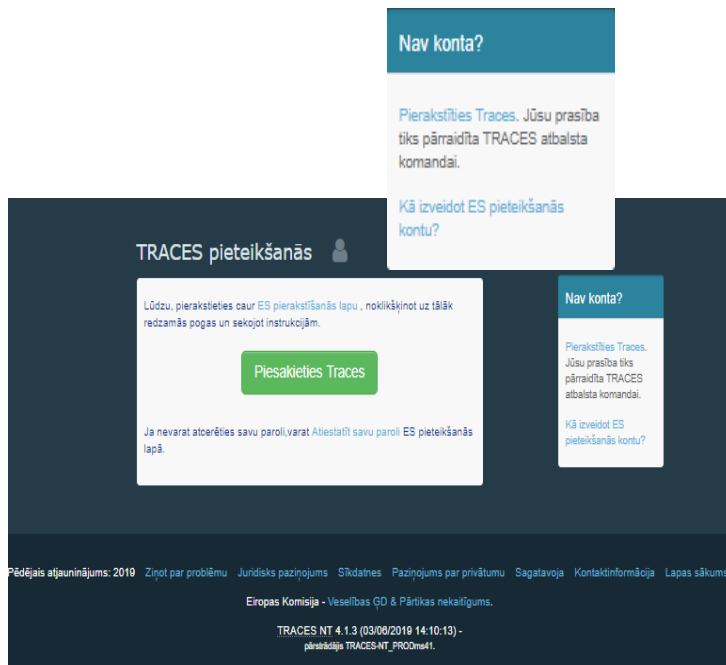 Nav konta?
Pierakstīties Traces. Jūsu prasība
tiks pārraidīta TRACES atbalsta
komandai.
Kā izveidot ES pieteikšanās
kontu?
TRACES pieteikšanās
Lūdzu, pierakstieties caur ES pierakstīšanās lapu , noklikšķinot uz tālāk
redzamās pogas un sekojot instrukcijām.
Piesakieties Traces
Ja nevarat atcerēties savu paroli,varat Atiestatīt savu paroli ES pieteikšanās
lapā.
Nav konta?
Pierakstīties Traces.
Jūsu prasība tiks
pārraidīta TRACES
atbalsta komandai.
Kā izveidot ES
pieteikšanās kontu?
Pēdējais atjauninājums: 2019 Ziņot par problēmu Juridisks paziņojums Sīkdatnes Paziņojums par privātumu Sagatavoja Kontaktinformācija Lapas sākums
Eiropas Komisija - Veselības ĢD & Pārtikas nekaitīgums.
TRACES NT 4.1.3 (03/06/2019 14:10:13) -
pārstrādājis TRACES-NT_PRODms41.